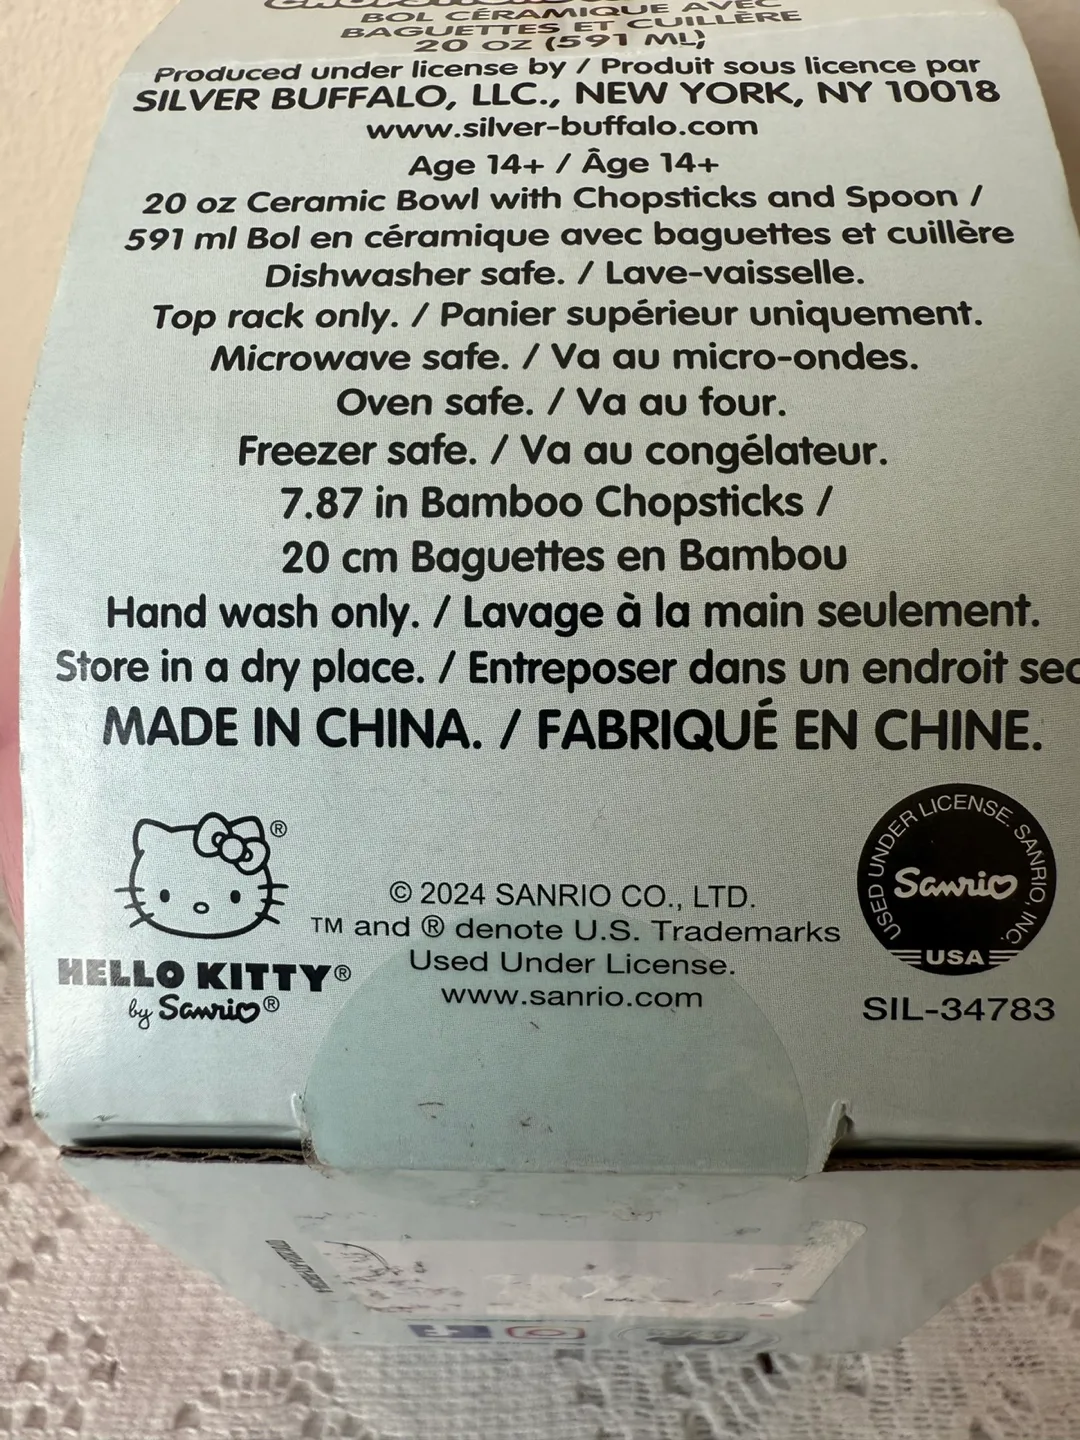 BOL CÉRAMIQUE AVEC
BAGUETTES ET CUILLÈRE
20 OZ (591 ML)
Produced under license by / Produit sous licence par
SILVER BUFFALO, LLC., NEW YORK, NY 10018
www.silver-buffalo.com
Age 14+ / Âge 14+
20 oz Ceramic Bowl with Chopsticks and Spoon /
591 ml Bol en céramique avec baguettes et cuillère
Dishwasher safe. / Lave-vaisselle.
Top rack only. / Panier supérieur uniquement.
Microwave safe. / Va au micro-ondes.
Oven safe. / Va au four.
Freezer safe. / Va au congélateur.
7.87 in Bamboo Chopsticks /
20 cm Baguettes en Bambou
Hand wash only. / Lavage à la main seulement.
Store in a dry place. / Entreposer dans un endroit sec
MADE IN CHINA. / FABRIQUÉ EN CHINE.
®
HELLO KITTY®
by Sanrio®
© 2024 SANRIO CO., LTD.
TM and ® denote U.S. Trademarks
Used Under License.
www.sanrio.com
USED UNDER LICENSE. SANRIO, INC.
Sanrio
USA
SIL-34783